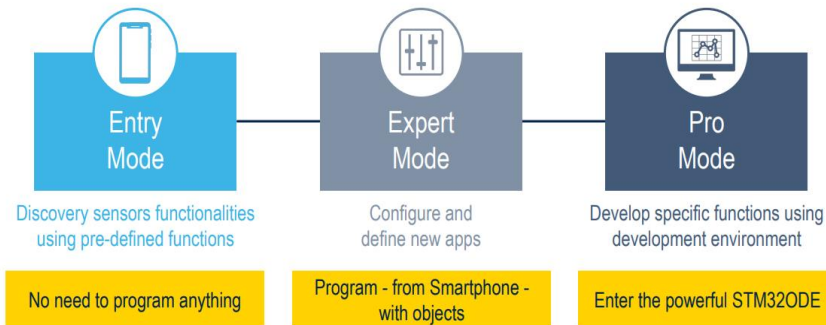 Entry
Mode
Expert
Mode
Pro
Mode
Discovery sensors functionalities
using pre-defined functions
Configure and
define new apps
Develop specific functions using
development environment
No need to program anything
Program - from Smartphone -
with objects
Enter the powerful STM32ODE